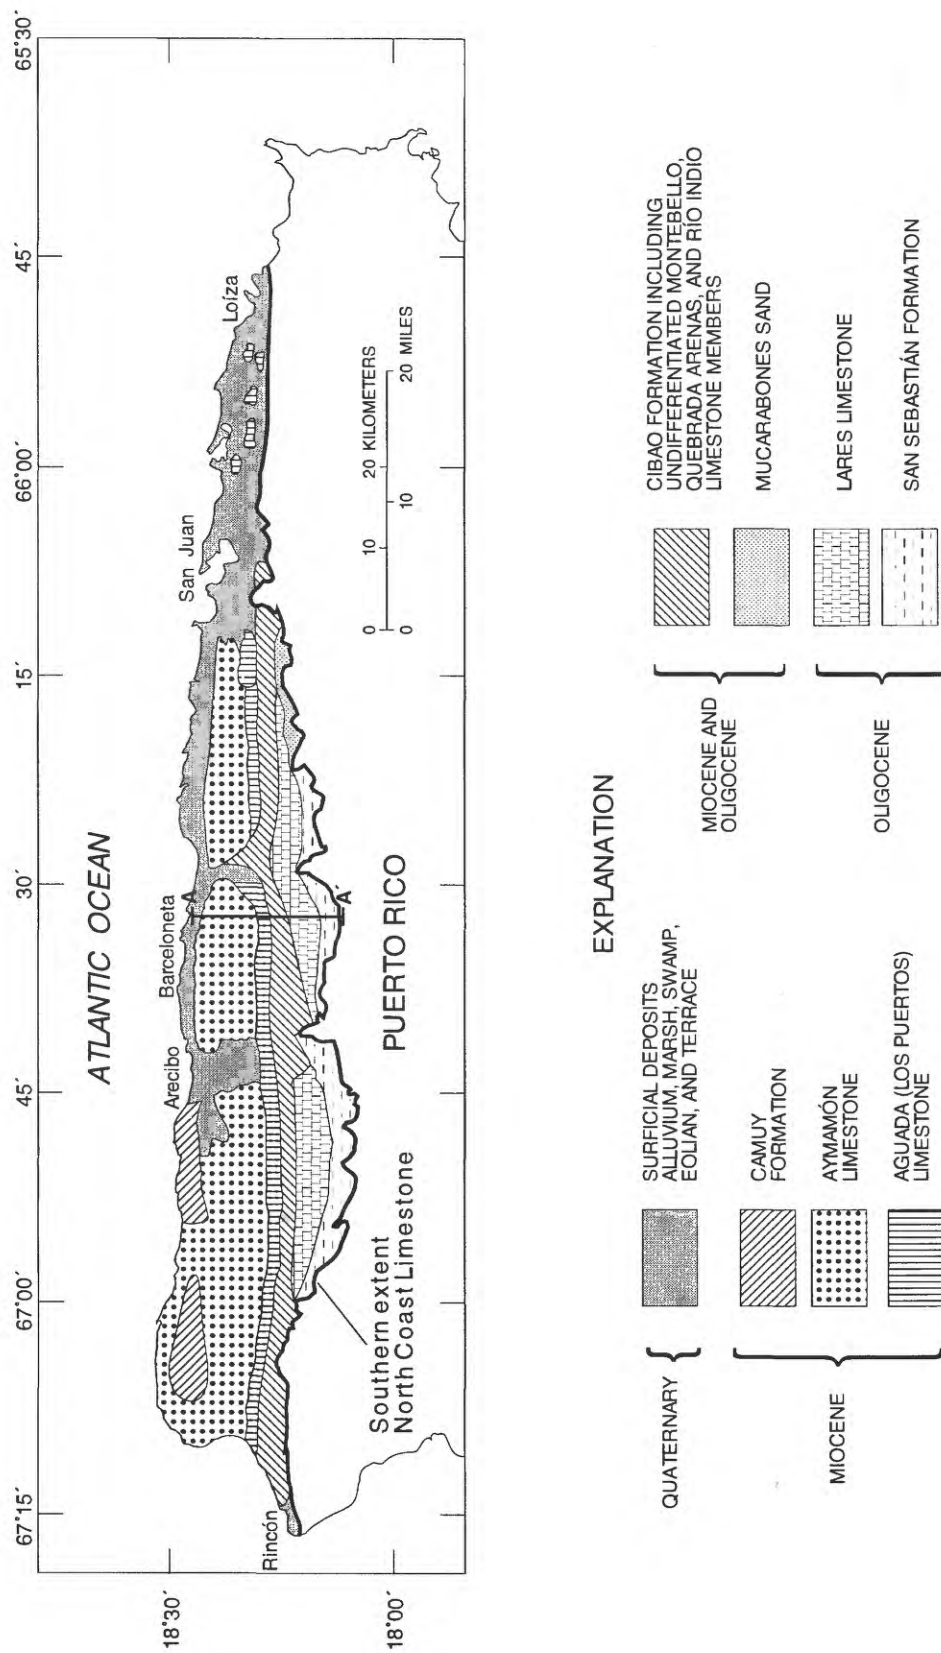 67°15´
67°00´
45´
30´
15´
66°00´
45´
65°30´
18°30´
18°00´
ATLANTIC OCEAN
Rincón
Arecibo
Barceloneta
San Juan
Loíza
A
A´
Southern extent
North Coast Limestone
PUERTO RICO
0 10 20 KILOMETERS
0 10 20 MILES
EXPLANATION
QUATERNARY
SURFICIAL DEPOSITS
ALLUVIUM, MARSH, SWAMP,
EOLIAN, AND TERRACE
MIOCENE
CAMUY
FORMATION
AYMAMÓN
LIMESTONE
AGUADA (LOS PUERTOS)
LIMESTONE
MIOCENE AND
OLIGOCENE
CIBAO FORMATION INCLUDING
UNDIFFERENTIATED MONTEBELLO,
QUEBRADA ARENAS, AND RÍO INDIO
LIMESTONE MEMBERS
MUCARABONES SAND
OLIGOCENE
LARES LIMESTONE
SAN SEBASTIÁN FORMATION